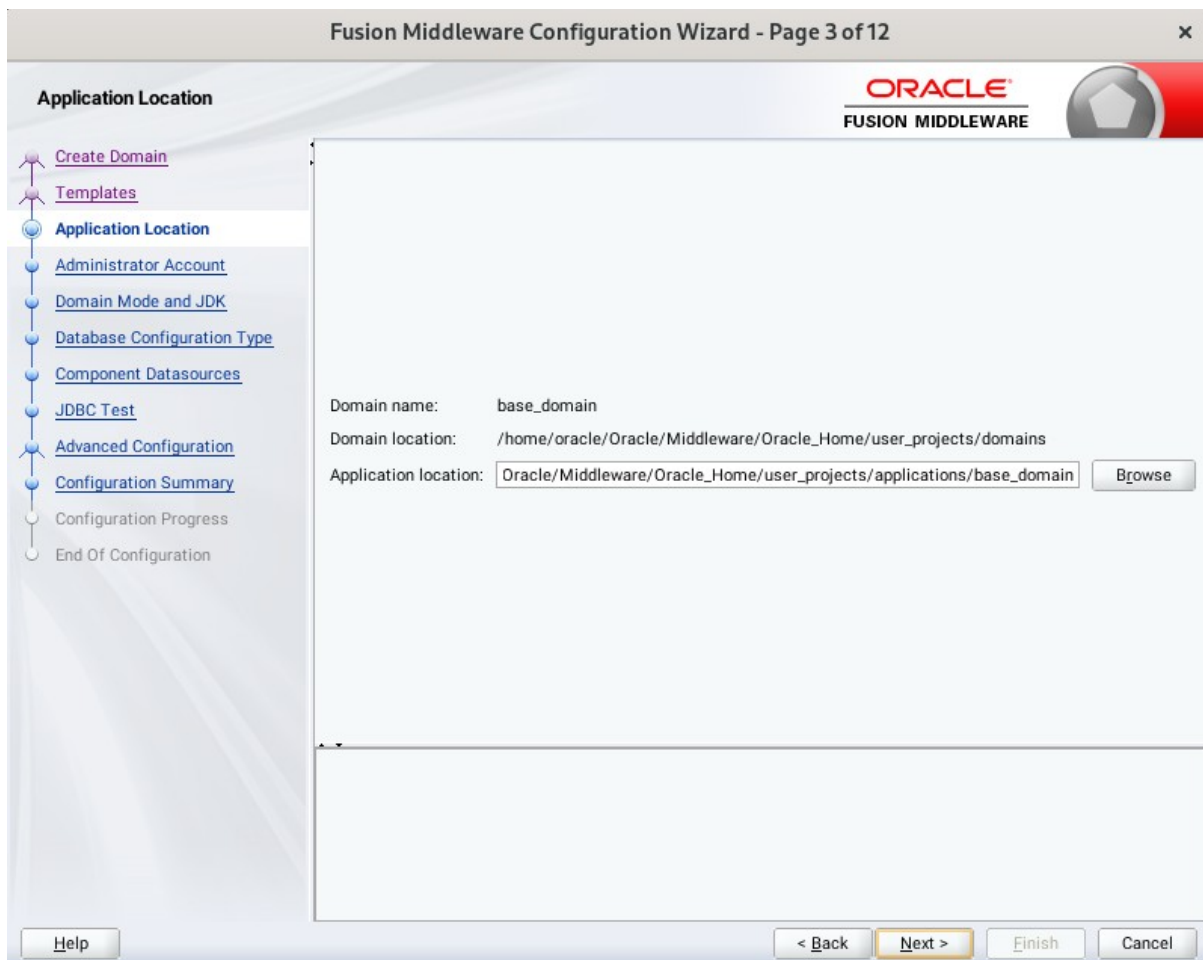 Fusion Middleware Configuration Wizard - Page 3 of 12
Application Location
ORACLE
FUSION MIDDLEWARE
Create Domain
Templates
Application Location
Administrator Account
Domain Mode and JDK
Database Configuration Type
Component Datasources
JDBC Test
Advanced Configuration
Configuration Summary
Configuration Progress
End Of Configuration
Domain name: base_domain
Domain location: /home/oracle/Oracle/Middleware/Oracle_Home/user_projects/domains
Application location: Oracle/Middleware/Oracle_Home/user_projects/applications/base_domain Browse
Help < Back Next > Finish Cancel